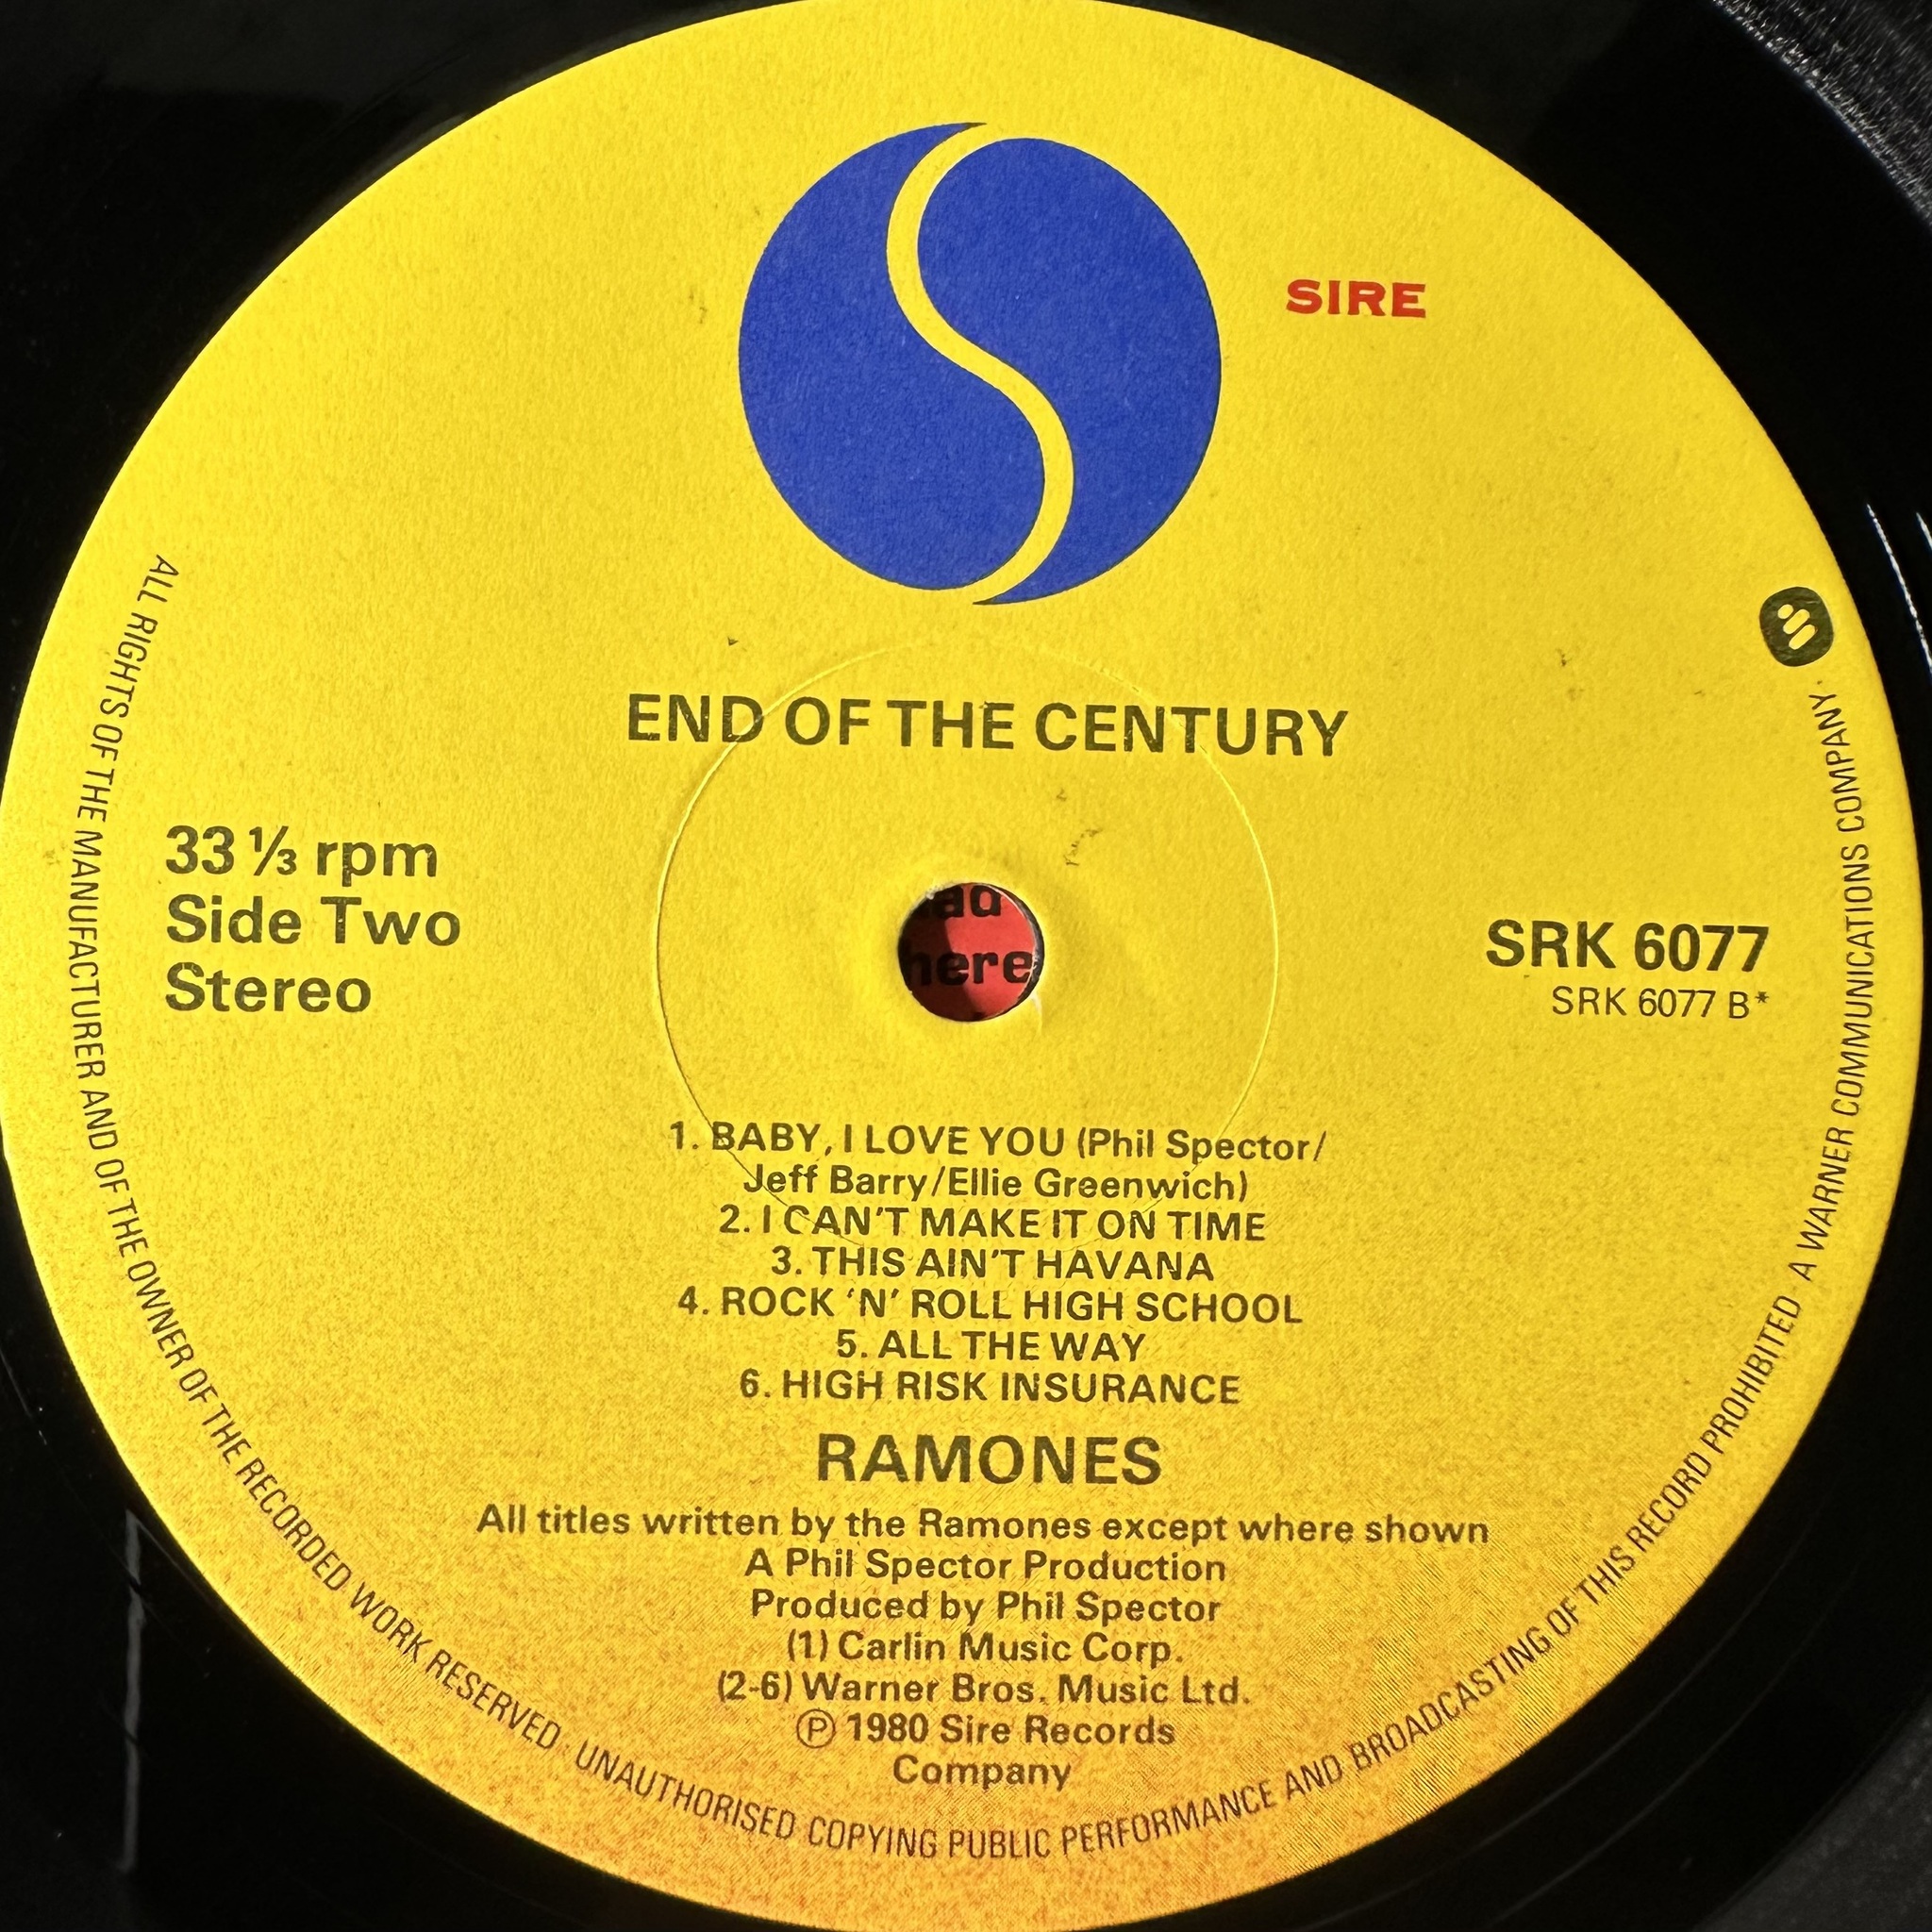 SIRE
END OF THE CENTURY
33 ⅓ rpm
Side Two
Stereo
SRK 6077
SRK 6077 B*
here
1. BABY, I LOVE YOU (Phil Spector/
Jeff Barry/Ellie Greenwich)
2. I CAN'T MAKE IT ON TIME
3. THIS AIN'T HAVANA
4. ROCK ‘N’ ROLL HIGH SCHOOL
5. ALL THE WAY
6. HIGH RISK INSURANCE
RAMONES
All titles written by the Ramones except where shown
A Phil Spector Production
Produced by Phil Spector
(1) Carlin Music Corp.
(2-6) Warner Bros. Music Ltd.
℗ 1980 Sire Records
Company
ALL RIGHTS OF THE MANUFACTURER AND OF THE OWNER OF THE RECORDED WORK RESERVED · UNAUTHORISED COPYING PUBLIC PERFORMANCE AND BROADCASTING OF THIS RECORD PROHIBITED · A WARNER COMMUNICATIONS COMPANY ·